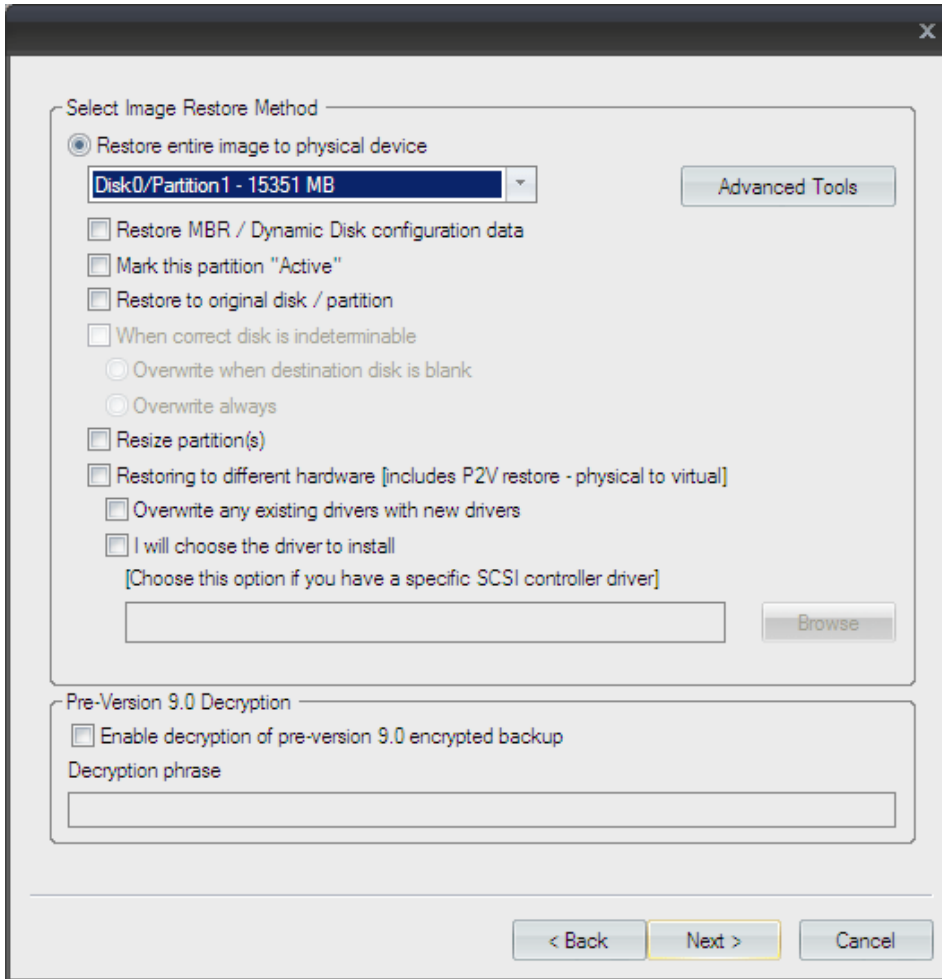 X
Select Image Restore Method
Restore entire image to physical device
Disk0/Partition1 - 15351 MB
Advanced Tools
Restore MBR / Dynamic Disk configuration data
Mark this partition "Active"
Restore to original disk / partition
When correct disk is indeterminable
Overwrite when destination disk is blank
Overwrite always
Resize partition(s)
Restoring to different hardware [includes P2V restore - physical to virtual]
Overwrite any existing drivers with new drivers
I will choose the driver to install
[Choose this option if you have a specific SCSI controller driver]
Browse
Pre-Version 9.0 Decryption
Enable decryption of pre-version 9.0 encrypted backup
Decryption phrase
< Back
Next >
Cancel